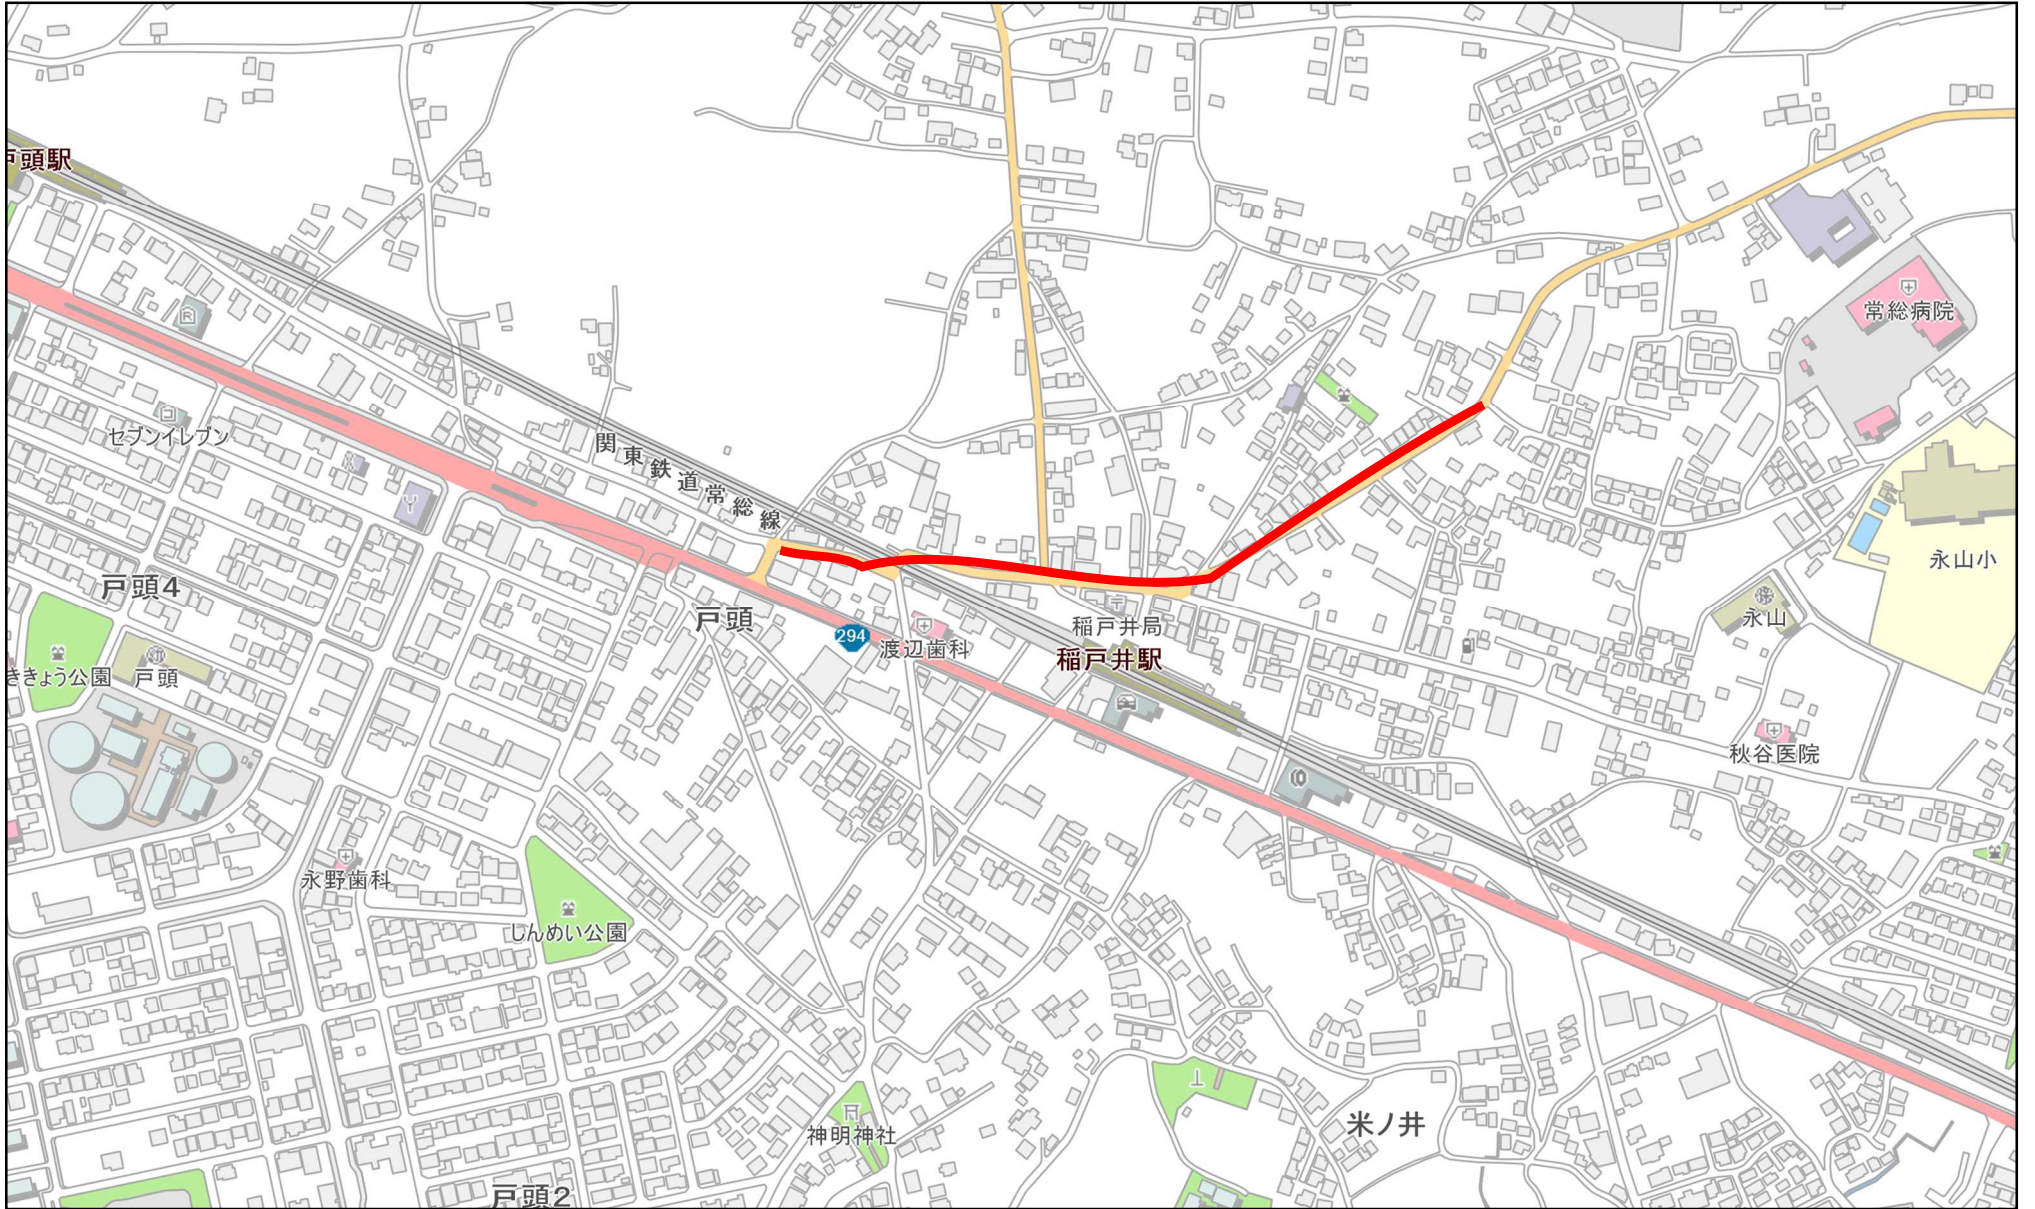 戸頭駅
常総病院
セブンイレブン
関東鉄道常総線
永山小
戸頭4
戸頭
294
渡辺歯科
稲戸井局
稲戸井駅
永山
ききょう公園
戸頭
秋谷医院
永野歯科
しんめい公園
神明神社
米ノ井
戸頭2